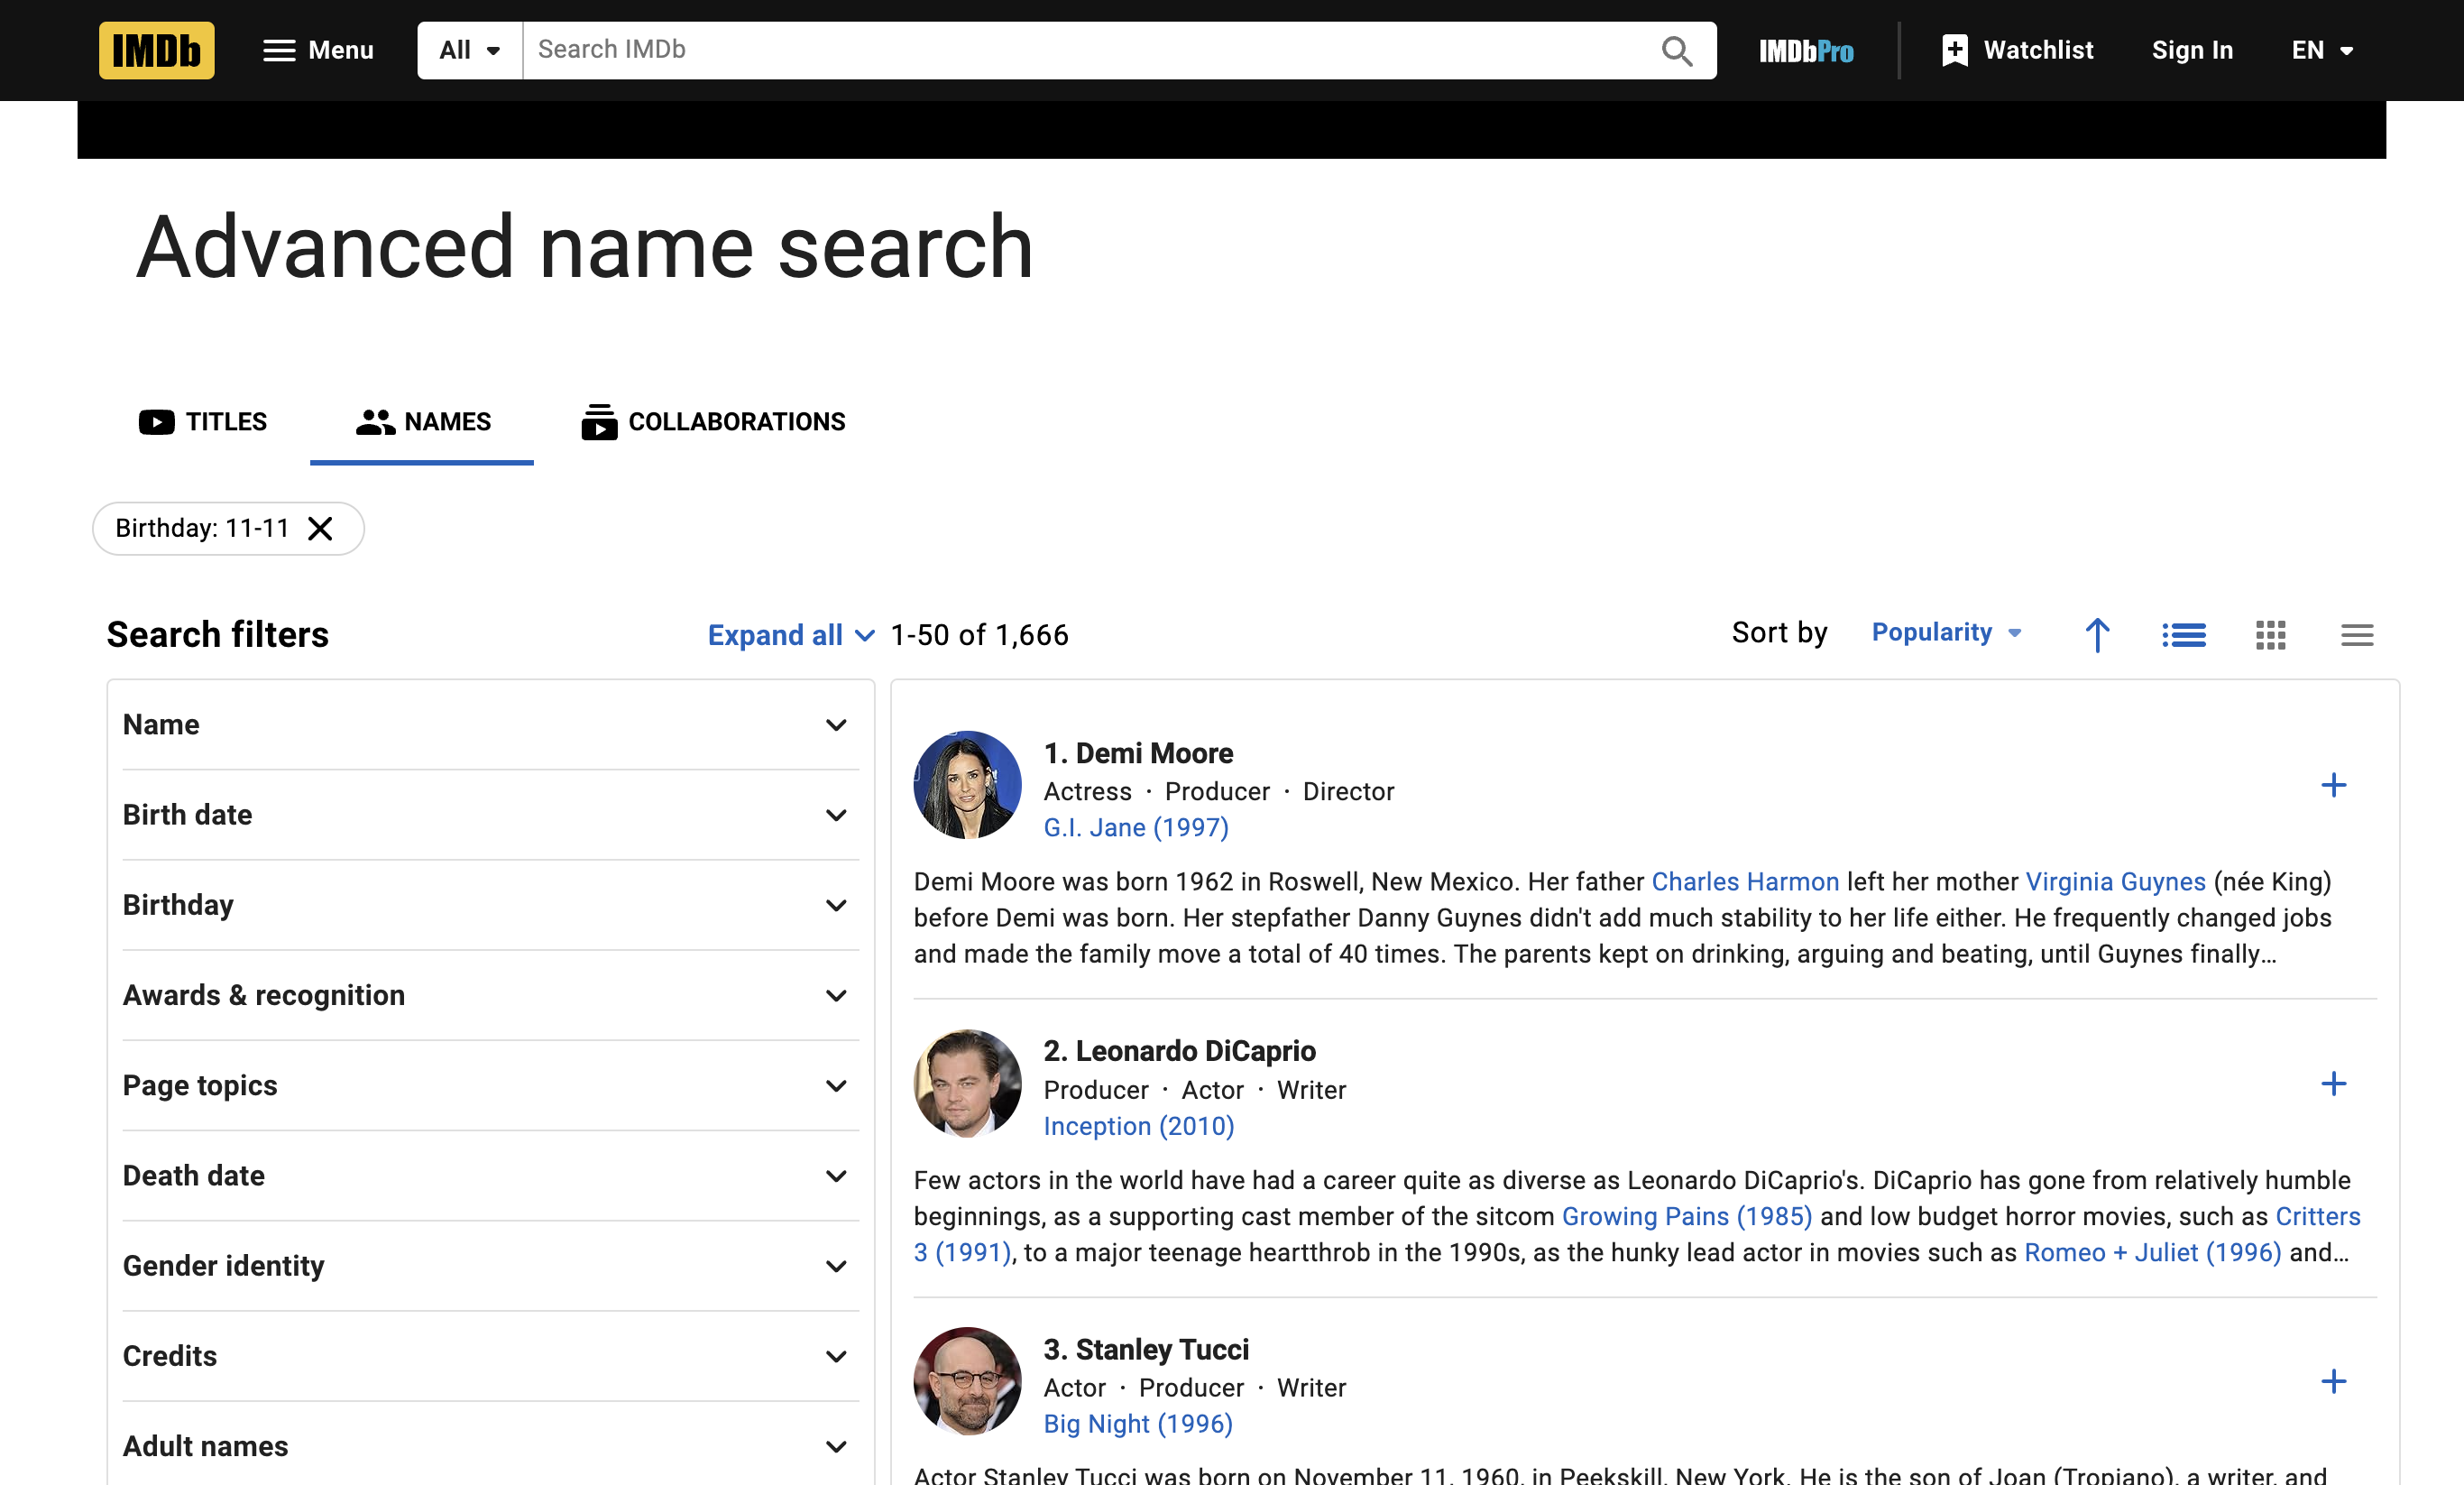 IMDb Menu All Search IMDb IMDbPro Watchlist Sign In EN
Advanced name search
TITLES NAMES COLLABORATIONS
Birthday: 11-11
Search filters Expand all 1-50 of 1,666 Sort by Popularity
Name
Birth date
Birthday
Awards & recognition
Page topics
Death date
Gender identity
Credits
Adult names
1. Demi Moore
Actress · Producer · Director
G.I. Jane (1997)
Demi Moore was born 1962 in Roswell, New Mexico. Her father Charles Harmon left her mother Virginia Guynes (née King)
before Demi was born. Her stepfather Danny Guynes didn't add much stability to her life either. He frequently changed jobs
and made the family move a total of 40 times. The parents kept on drinking, arguing and beating, until Guynes finally...
2. Leonardo DiCaprio
Producer · Actor · Writer
Inception (2010)
Few actors in the world have had a career quite as diverse as Leonardo DiCaprio's. DiCaprio has gone from relatively humble
beginnings, as a supporting cast member of the sitcom Growing Pains (1985) and low budget horror movies, such as Critters
3 (1991), to a major teenage heartthrob in the 1990s, as the hunky lead actor in movies such as Romeo + Juliet (1996) and...
3. Stanley Tucci
Actor · Producer · Writer
Big Night (1996)
Actor Stanley Tucci was born on November 11, 1960, in Peekskill, New York. He is the son of Joan (Tropiano), a writer, and